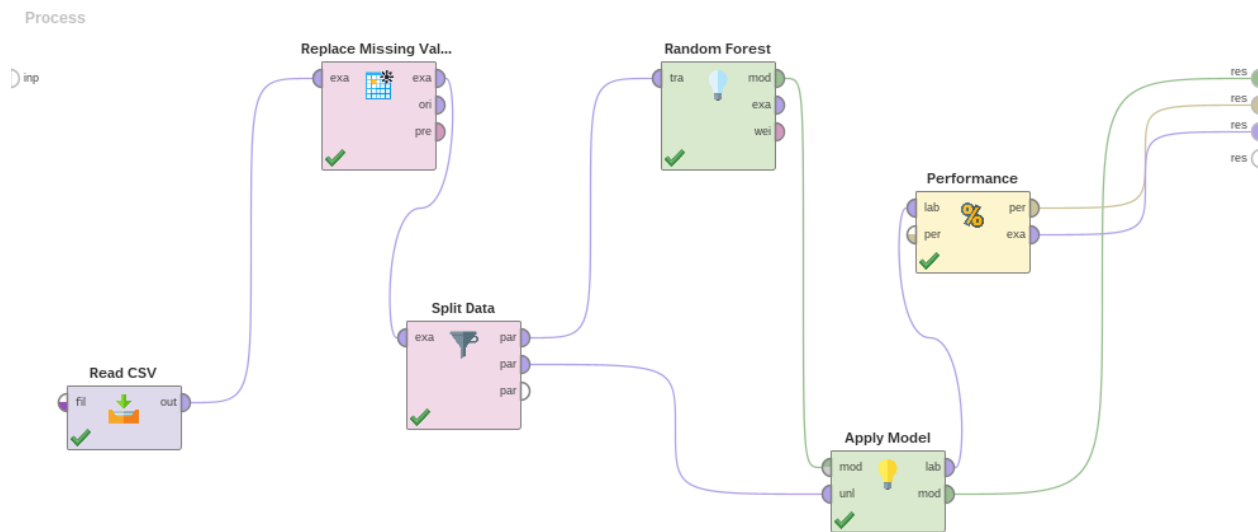 Process
inp
Replace Missing Val...
exa exa
ori
pre
Random Forest
tra mod
exa
wei
res
res
res
res
Performance
lab per
per exa
%
Split Data
exa par
par
par
Read CSV
fil out
Apply Model
mod lab
unl mod